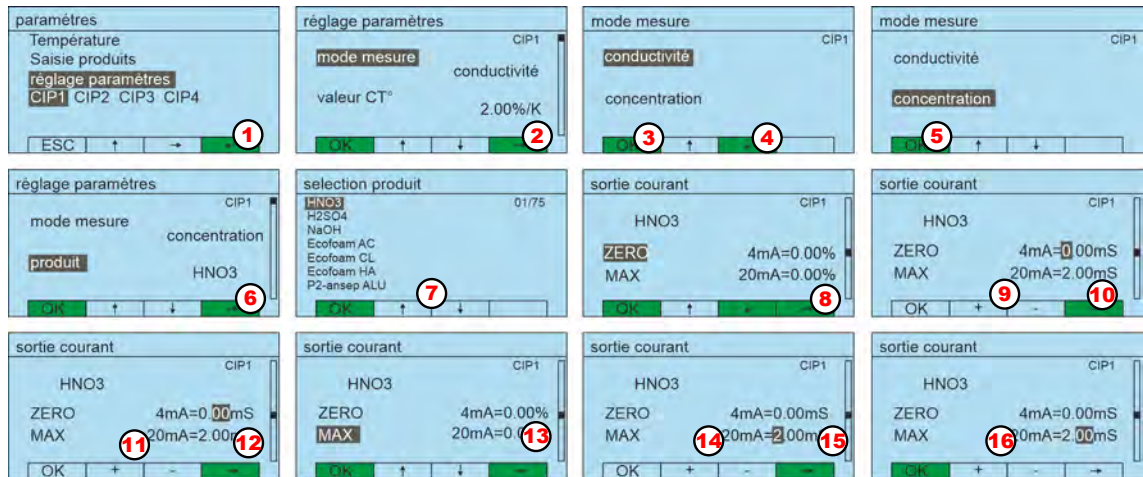 paramètres
Température
Saisie produits
réglage paramètres
CIP1 CIP2 CIP3 CIP4
ESC ↑ → 1
réglage paramètres
CIP1
mode mesure
conductivité
valeur CT°
2.00%/K
OK ↑ ↓ → 2
mode mesure
CIP1
conductivité
concentration
OK 3 ↑ 4
mode mesure
CIP1
conductivité
concentration
OK 5 ↑ ↓
réglage paramètres
CIP1
mode mesure
concentration
produit
HNO3
OK ↑ ↓ → 6
selection produit
HNO3 01/75
H2SO4
NaOH
Ecofoam AC
Ecofoam CL
Ecofoam HA
P2-ansep ALU
OK ↑ 7 ↓
sortie courant
CIP1
HNO3
ZERO 4mA=0.00%
MAX 20mA=0.00%
OK ↑ 8
sortie courant
CIP1
HNO3
ZERO 4mA=0.00mS
MAX 20mA=2.00mS
OK + 9 - 10
sortie courant
CIP1
HNO3
ZERO 4mA=0.00mS
MAX 11 20mA=2.00 12
OK + - →
sortie courant
CIP1
HNO3
ZERO 4mA=0.00%
MAX 20mA=0. 13
OK ↑ ↓ →
sortie courant
CIP1
HNO3
ZERO 4mA=0.00mS
MAX 14 20mA=2.00m 15
OK + - →
sortie courant
CIP1
HNO3
ZERO 4mA=0.00mS
MAX 16 20mA=2.00mS
OK + - →